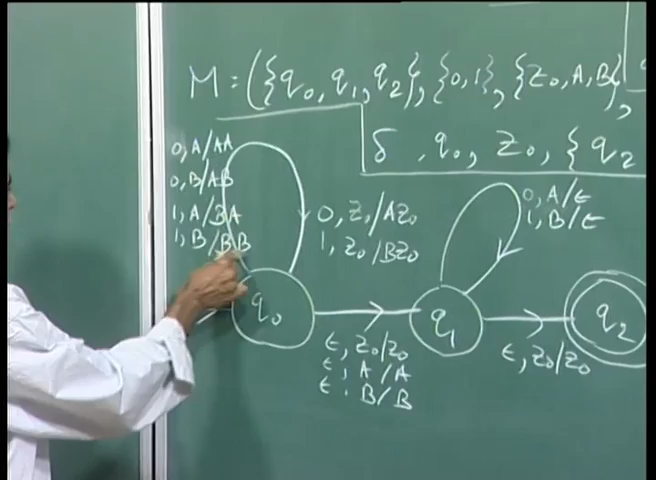 M = ({q₀, q₁, q₂}, {0, 1}, {Z₀, A, B},
δ, q₀, Z₀, {q₂
0, A/AA
0, B/AB
1, A/BA
1, B/BB
0, Z₀/AZ₀
1, Z₀/BZ₀
0, A/ϵ
1, B/ϵ
q₀
q₁
q₂
ϵ, Z₀/Z₀
ϵ, A/A
ϵ, B/B
ϵ, Z₀/Z₀